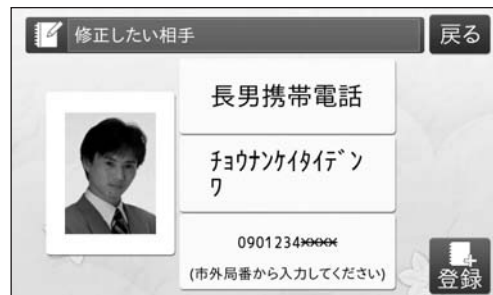 修正したい相手
戻る
長男携帯電話
ﾁｮｳﾅﾝｹｲﾀｲﾃﾞﾝ
ﾜ
0901234××××
(市外局番から入力してください)
登録